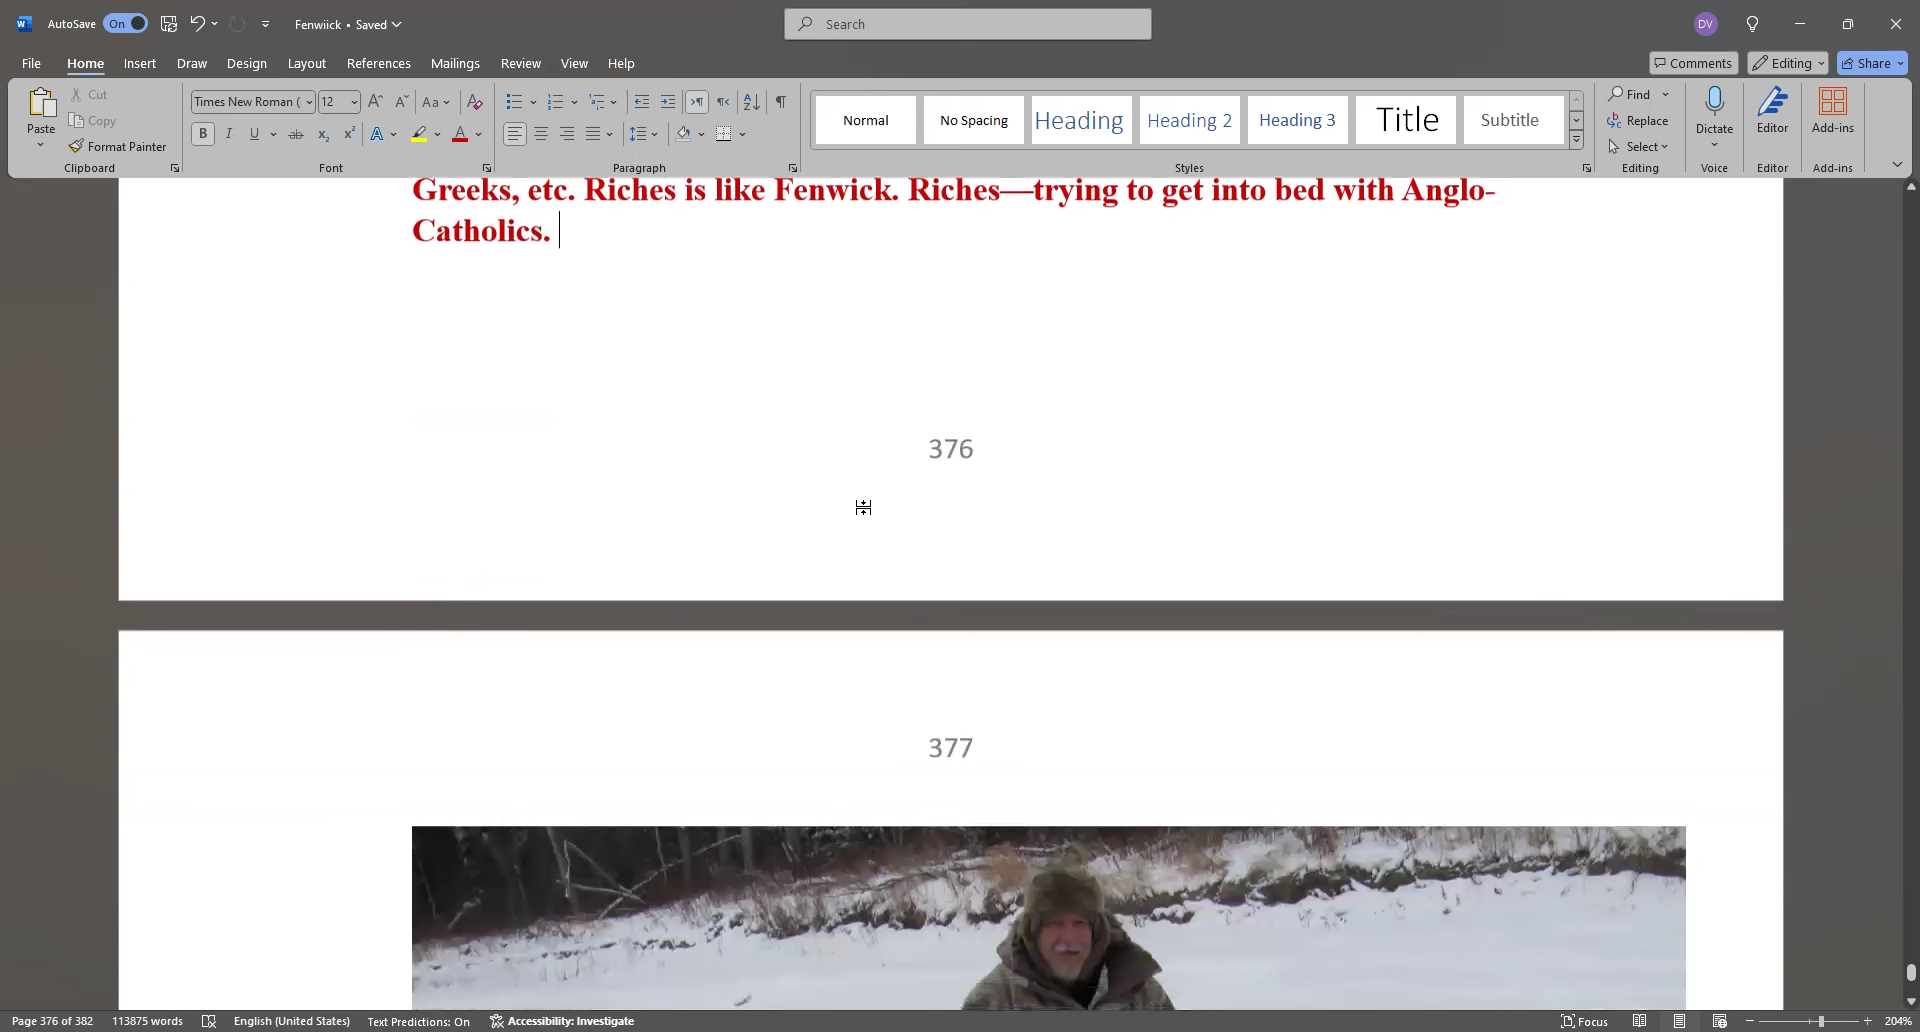 AutoSave On Fenwiick • Saved Search DV
File Home Insert Draw Design Layout References Mailings Review View Help Comments Editing Share
Paste Cut Copy Format Painter Clipboard
Times New Roman ( 12 Aa Font
B I U ab x₂ x² A A
Paragraph
Normal No Spacing Heading Heading 2 Heading 3 Title Subtitle Styles
Find Replace Select Editing
Dictate Voice
Editor Editor
Add-ins Add-ins
Greeks, etc. Riches is like Fenwick. Riches—trying to get into bed with Anglo-
Catholics.
376
377
Page 376 of 382 113875 words English (United States) Text Predictions: On Accessibility: Investigate Focus 204%